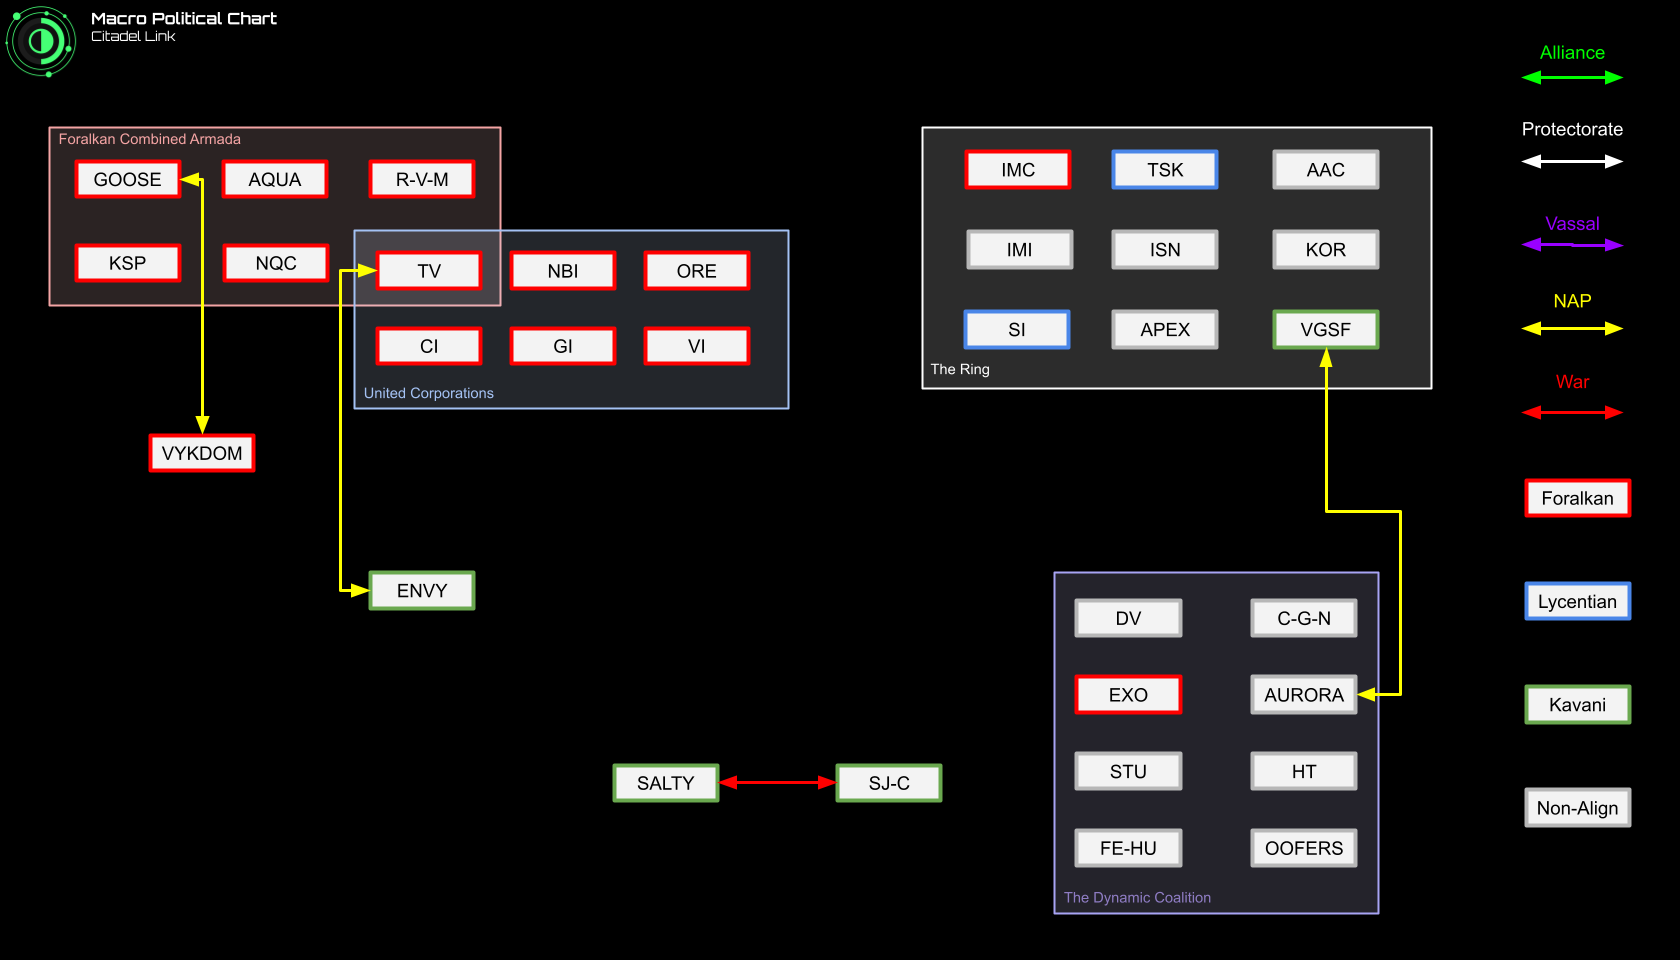 Macro Political Chart
Citadel Link
Foralkan Combined Armada
GOOSE
AQUA
R-V-M
KSP
NQC
TV
NBI
ORE
CI
GI
VI
United Corporations
VYKDOM
ENVY
SALTY
SJ-C
IMC
TSK
AAC
IMI
ISN
KOR
SI
APEX
VGSF
The Ring
DV
C-G-N
EXO
AURORA
STU
HT
FE-HU
OOFERS
The Dynamic Coalition
Alliance
Protectorate
Vassal
NAP
War
Foralkan
Lycentian
Kavani
Non-Align